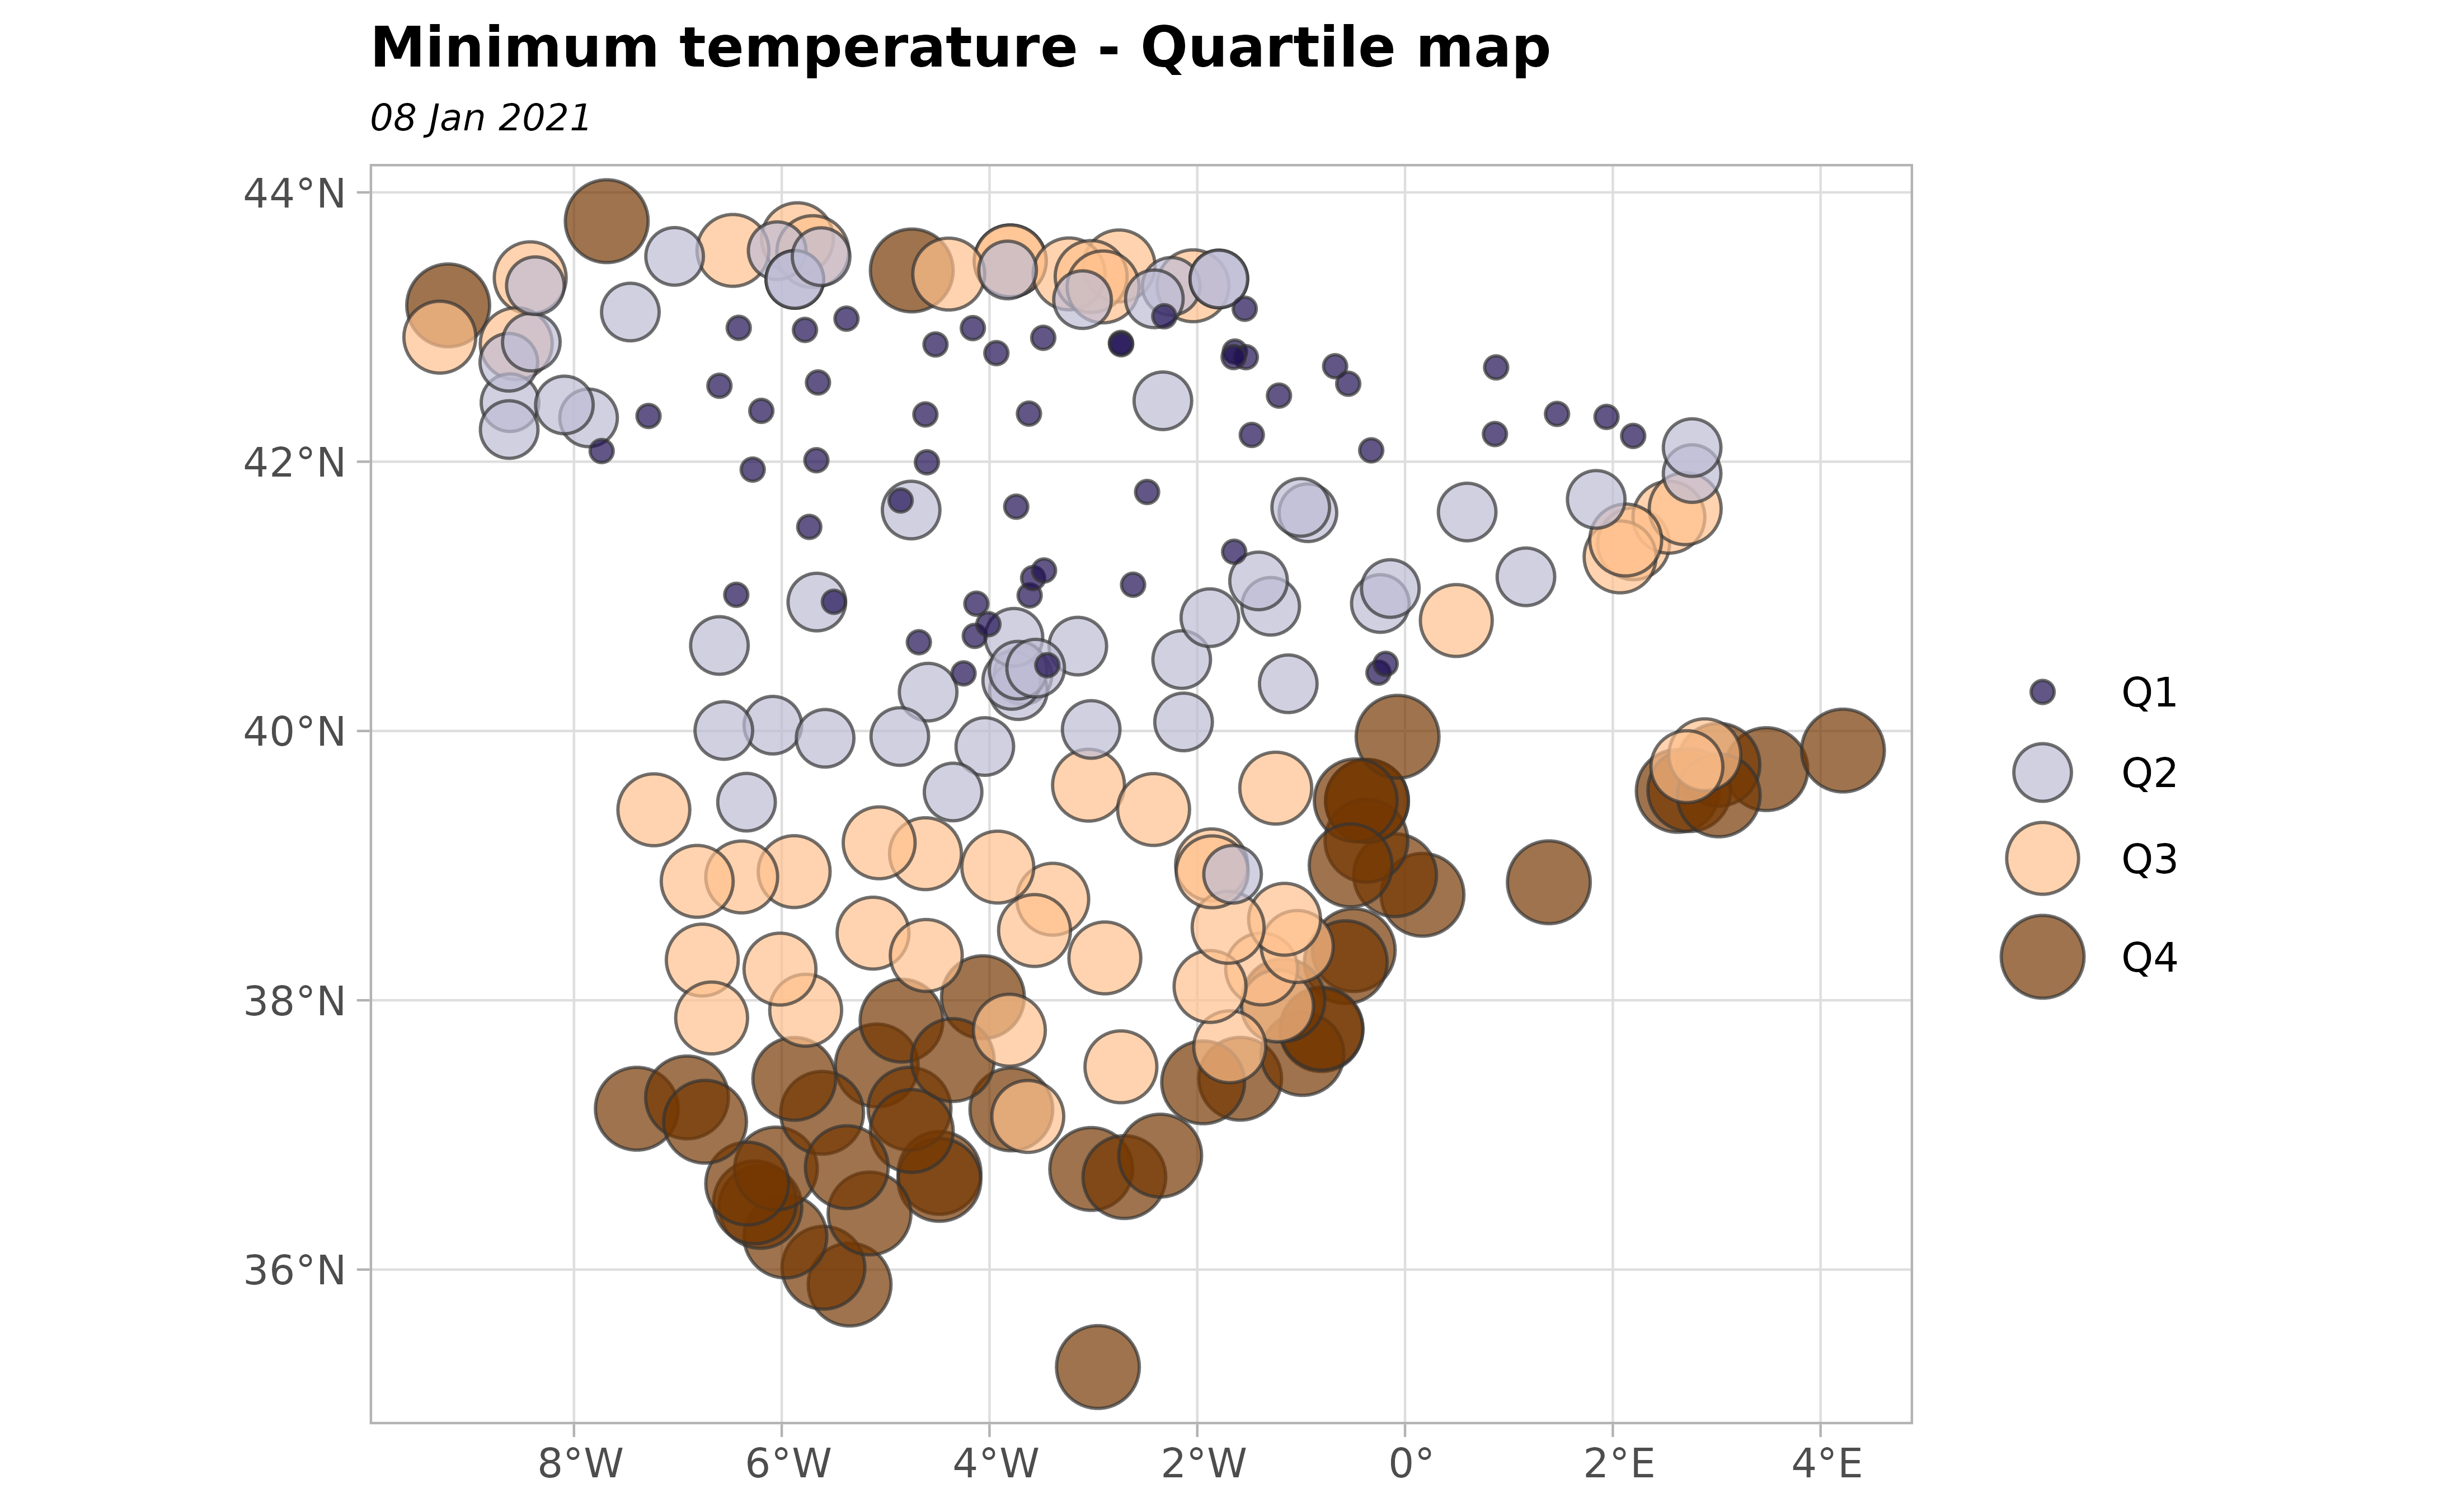 Minimum temperature - Quartile map
08 Jan 2021
44°N
42°N
40°N
38°N
36°N
8°W 6°W 4°W 2°W 0° 2°E 4°E
Q1
Q2
Q3
Q4